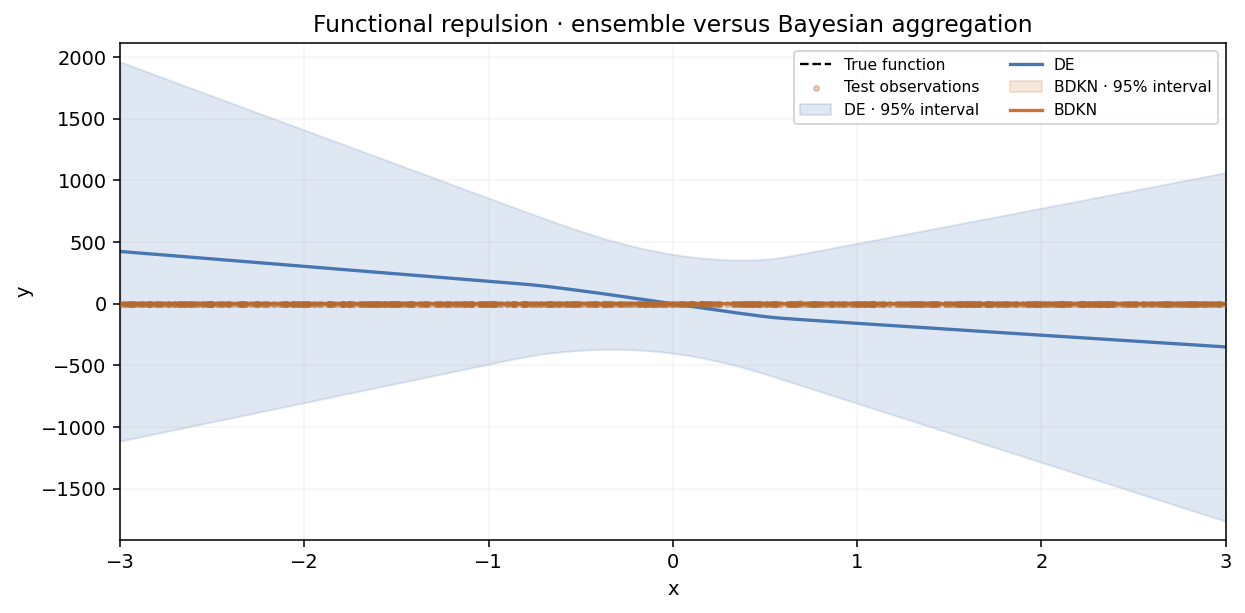 Functional repulsion · ensemble versus Bayesian aggregation
True function
Test observations
DE · 95% interval
DE
BDKN · 95% interval
BDKN
y
2000
1500
1000
500
0
−500
−1000
−1500
−3
−2
−1
0
1
2
3
x